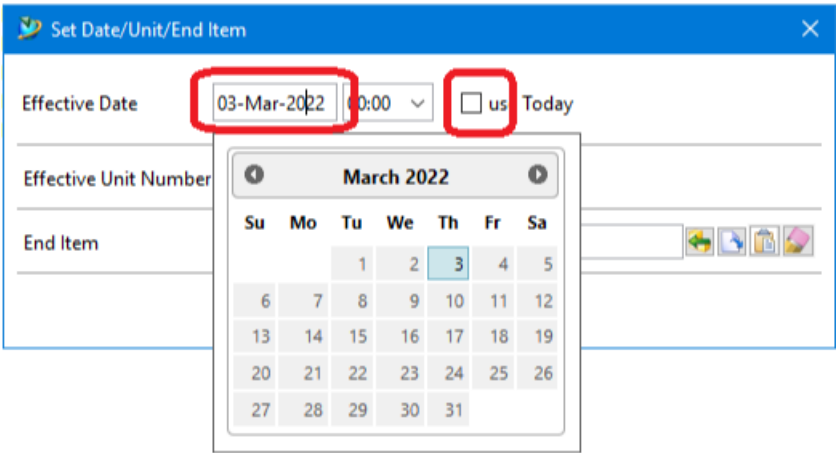 Set Date/Unit/End Item
Effective Date 03-Mar-2022 00:00 us Today
March 2022
Effective Unit Number
Su Mo Tu We Th Fr Sa
End Item
1 2 3 4 5
6 7 8 9 10 11 12
13 14 15 16 17 18 19
20 21 22 23 24 25 26
27 28 29 30 31